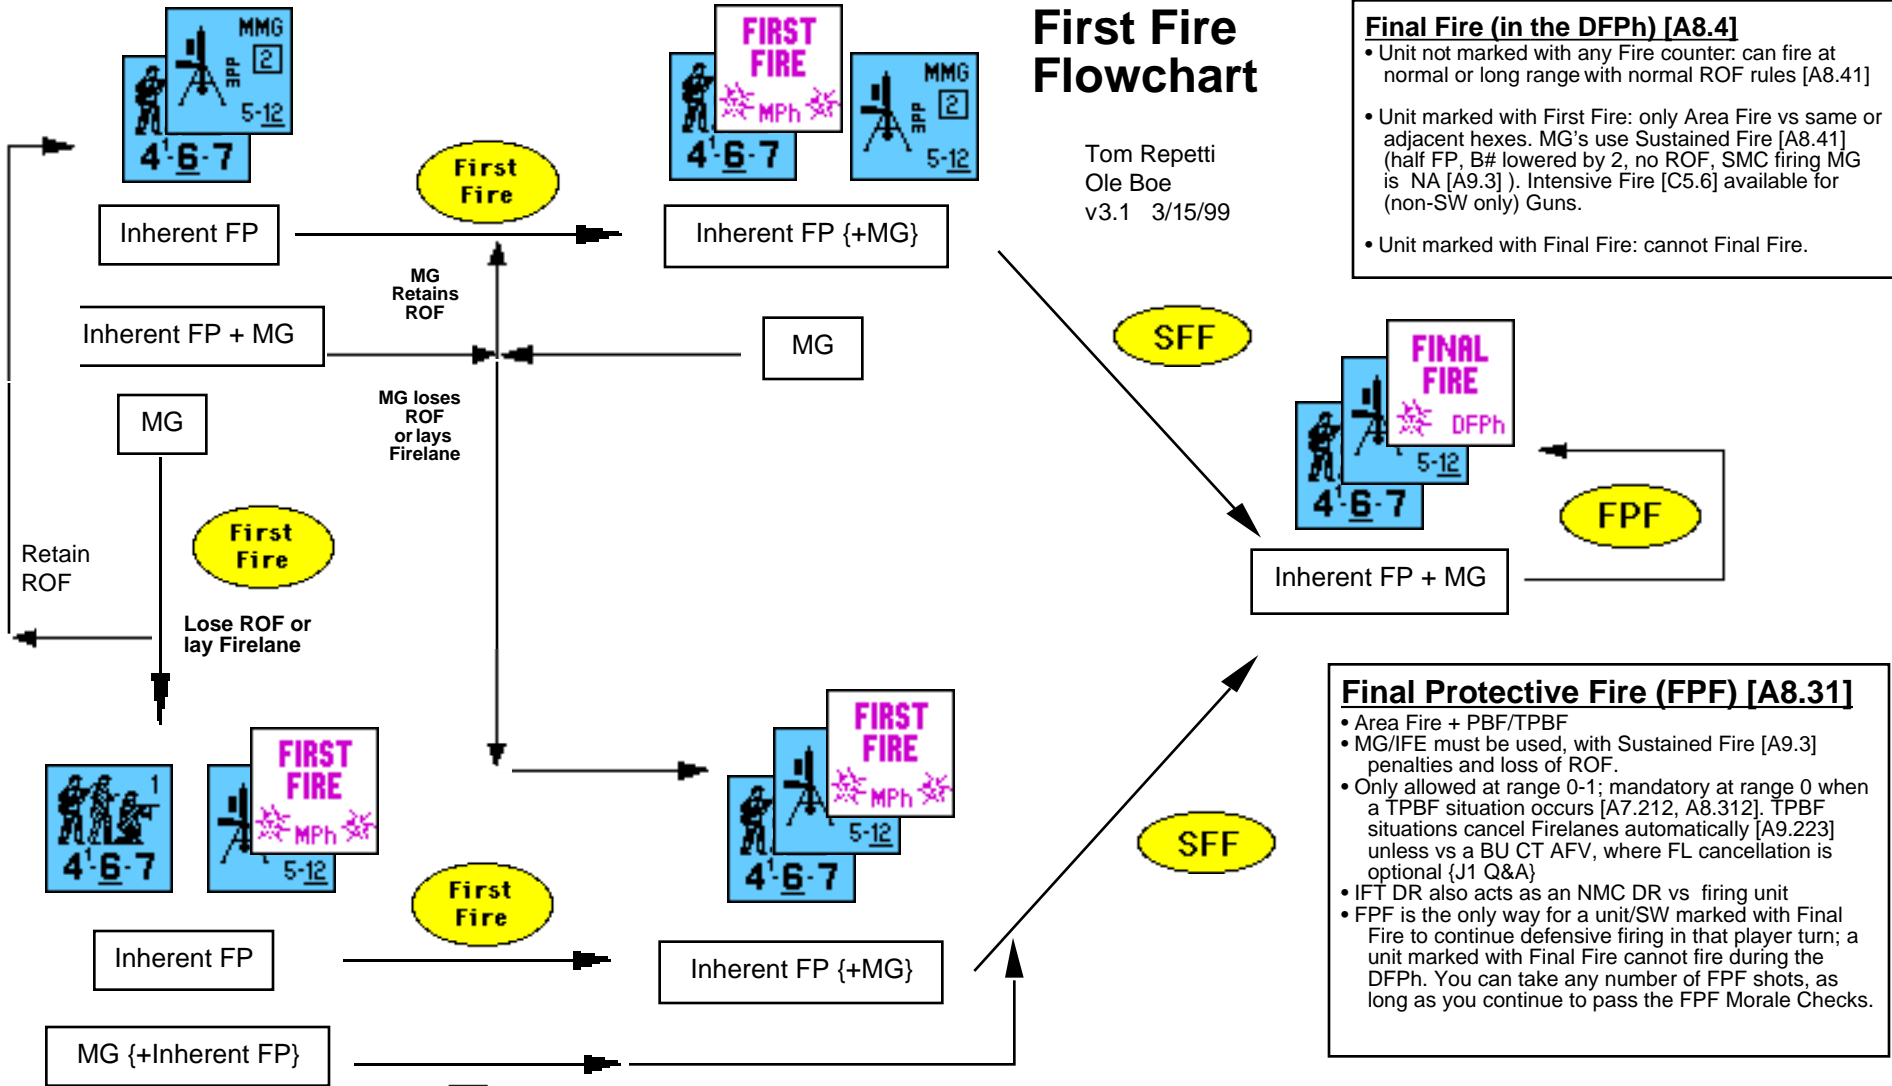 First Fire
Flowchart
Tom Repetti
Ole Boe
v3.1 3/15/99
MMG
2
3PP
5-12
4¹-6-7
Inherent FP
First
Fire
FIRST
FIRE
MPh
4¹-6-7
MMG
2
3PP
5-12
Inherent FP {+MG}
MG
Retains
ROF
Inherent FP + MG
MG
MG loses
ROF
or lays
Firelane
MG
First
Fire
Retain
ROF
Lose ROF or
lay Firelane
SFF
FINAL
FIRE
DFPh
5-12
4¹-6-7
FPF
Inherent FP + MG
1
4¹-6-7
FIRST
FIRE
MPh
5-12
Inherent FP
First
Fire
FIRST
FIRE
MPh
5-12
4¹-6-7
Inherent FP {+MG}
SFF
MG {+Inherent FP}
Final Fire (in the DFPh) [A8.4]
• Unit not marked with any Fire counter: can fire at
normal or long range with normal ROF rules [A8.41]
• Unit marked with First Fire: only Area Fire vs same or
adjacent hexes. MG's use Sustained Fire [A8.41]
(half FP, B# lowered by 2, no ROF, SMC firing MG
is NA [A9.3] ). Intensive Fire [C5.6] available for
(non-SW only) Guns.
• Unit marked with Final Fire: cannot Final Fire.
Final Protective Fire (FPF) [A8.31]
• Area Fire + PBF/TPBF
• MG/IFE must be used, with Sustained Fire [A9.3]
penalties and loss of ROF.
• Only allowed at range 0-1; mandatory at range 0 when
a TPBF situation occurs [A7.212, A8.312]. TPBF
situations cancel Firelanes automatically [A9.223]
unless vs a BU CT AFV, where FL cancellation is
optional {J1 Q&A}
• IFT DR also acts as an NMC DR vs firing unit
• FPF is the only way for a unit/SW marked with Final
Fire to continue defensive firing in that player turn; a
unit marked with Final Fire cannot fire during the
DFPh. You can take any number of FPF shots, as
long as you continue to pass the FPF Morale Checks.